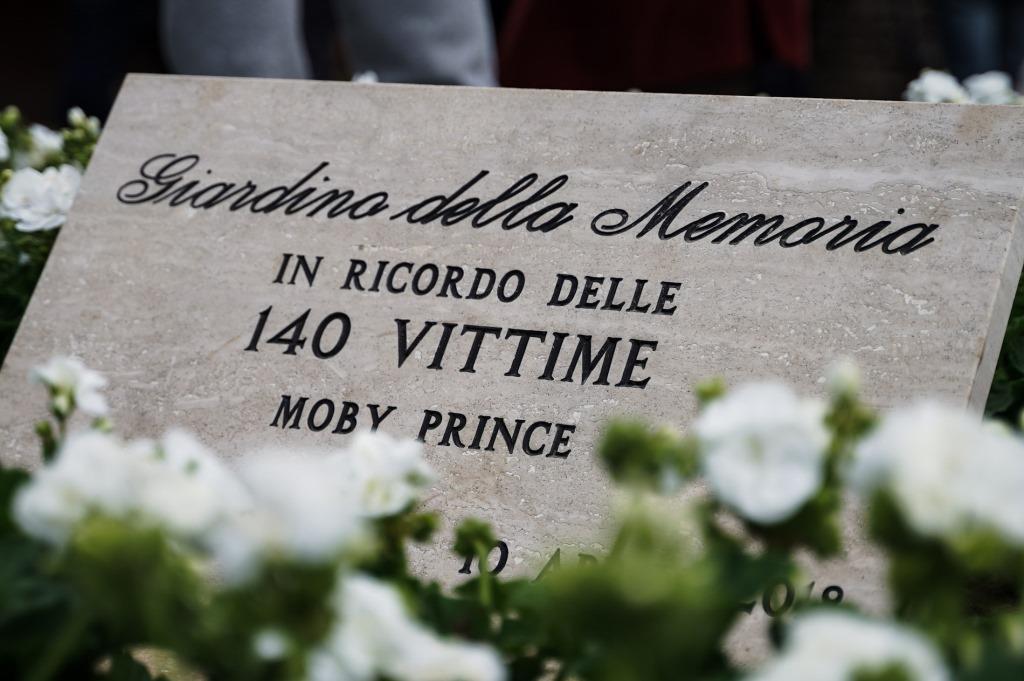 Giardino della Memoria
IN RICORDO DELLE
140 VITTIME
MOBY PRINCE
10